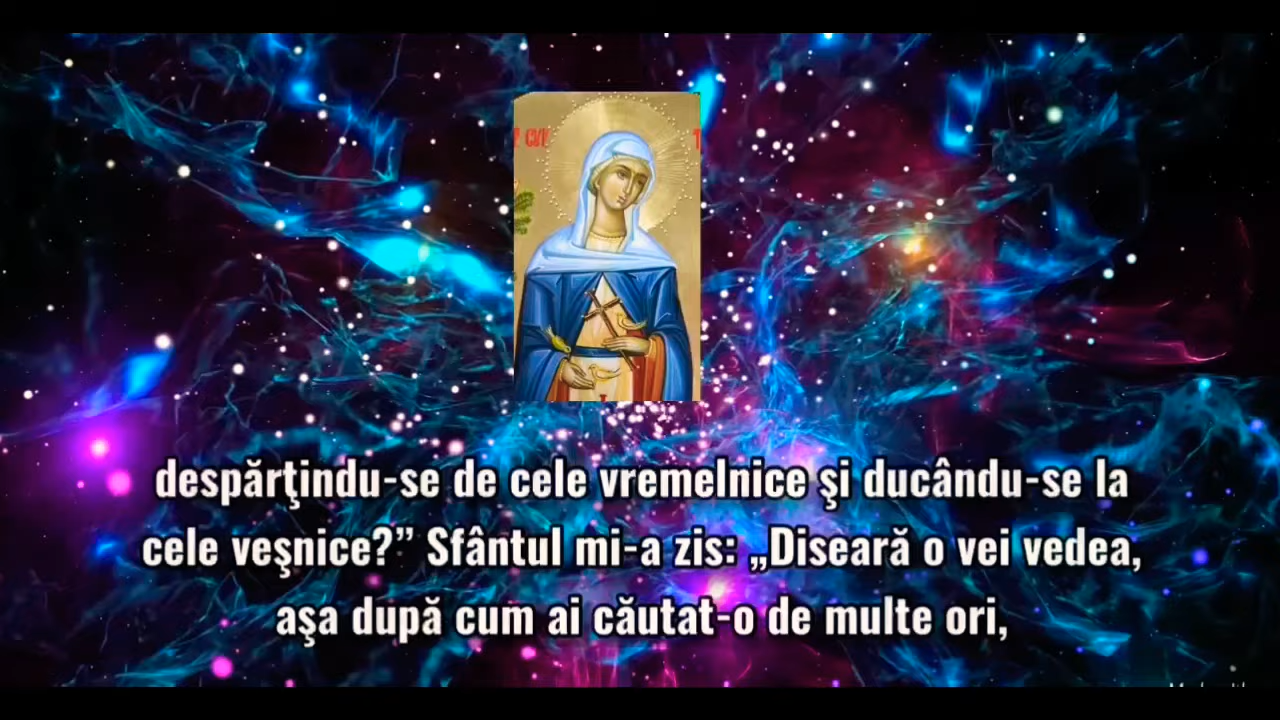 despărţindu-se de cele vremelnice şi ducându-se la
cele veşnice?” Sfântul mi-a zis: „Diseară o vei vedea,
aşa după cum ai căutat-o de multe ori,